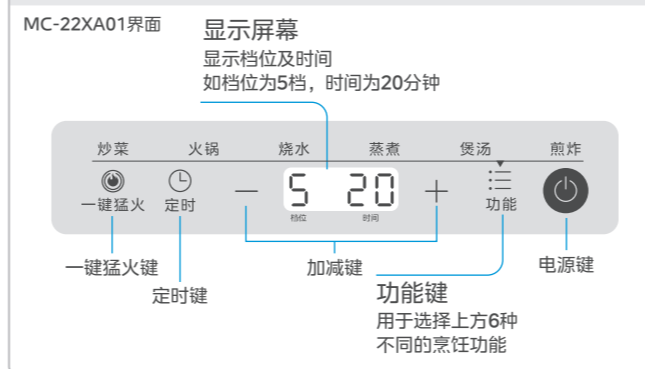 MC-22XA01界面
显示屏幕
显示档位及时间
如档位为5档，时间为20分钟
炒菜 火锅 烧水 蒸煮 煲汤 煎炸
一键猛火 定时 — 5 20 + 功能
档位 时间
一键猛火键 加减键 电源键
定时键
功能键
用于选择上方6种
不同的烹饪功能